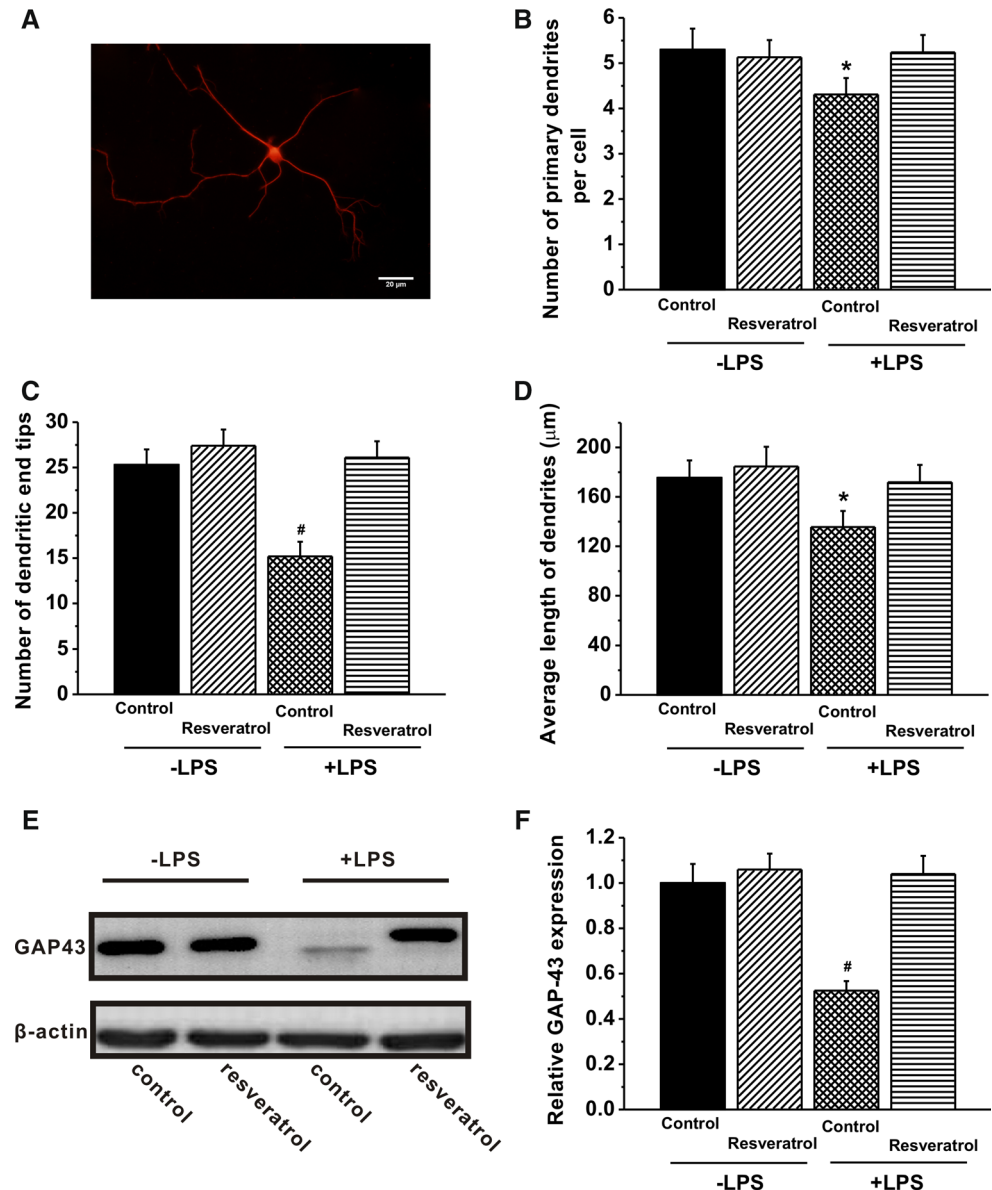 A
20 µm
B
Number of primary dendrites
per cell
6
5
4
3
2
1
0
*
Control
Resveratrol
Control
Resveratrol
-LPS
+LPS
C
Number of dendritic end tips
30
25
20
15
10
5
0
#
Control
Resveratrol
Control
Resveratrol
-LPS
+LPS
D
Average length of dendrites (µm)
200
160
120
80
40
0
*
Control
Resveratrol
Control
Resveratrol
-LPS
+LPS
E
-LPS
+LPS
GAP43
β-actin
control
resveratrol
control
resveratrol
F
Relative GAP-43 expression
1.2
1.0
0.8
0.6
0.4
0.2
0.0
#
Control
Resveratrol
Control
Resveratrol
-LPS
+LPS